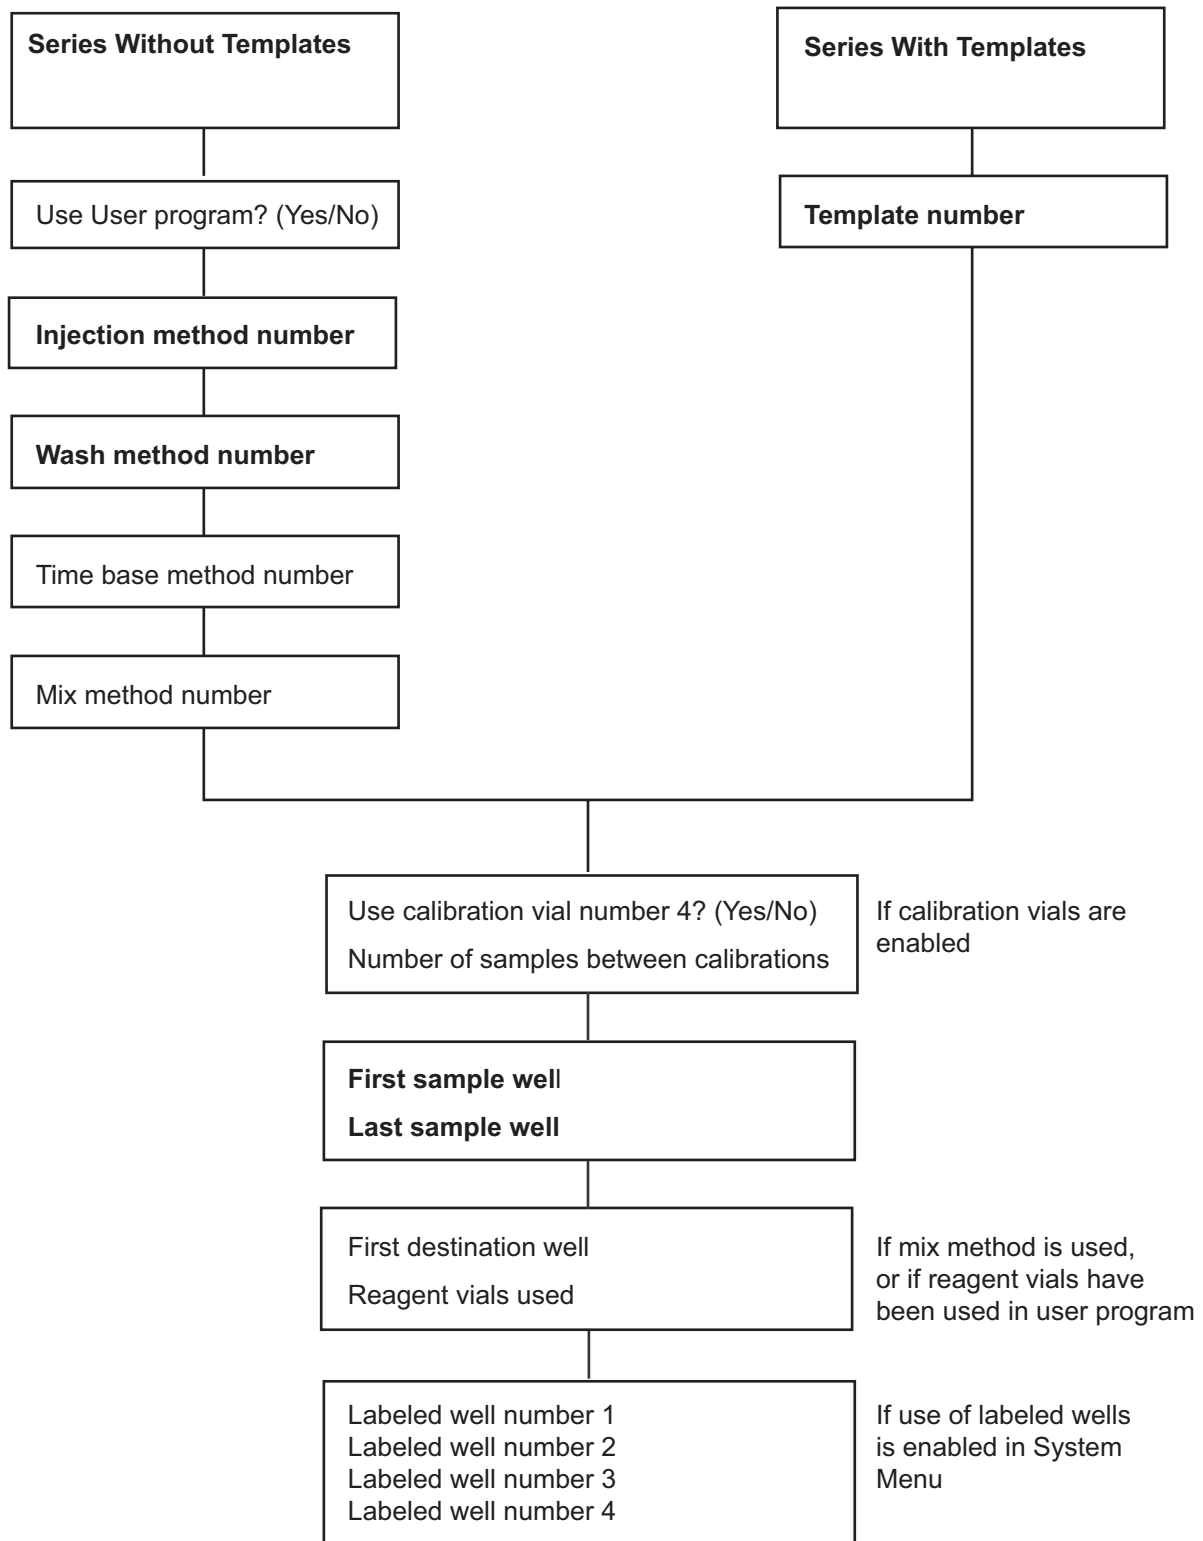 Series Without Templates
Series With Templates
Use User program? (Yes/No)
Template number
Injection method number
Wash method number
Time base method number
Mix method number
Use calibration vial number 4? (Yes/No)
Number of samples between calibrations
If calibration vials are
enabled
First sample well
Last sample well
First destination well
Reagent vials used
If mix method is used,
or if reagent vials have
been used in user program
Labeled well number 1
Labeled well number 2
Labeled well number 3
Labeled well number 4
If use of labeled wells
is enabled in System
Menu